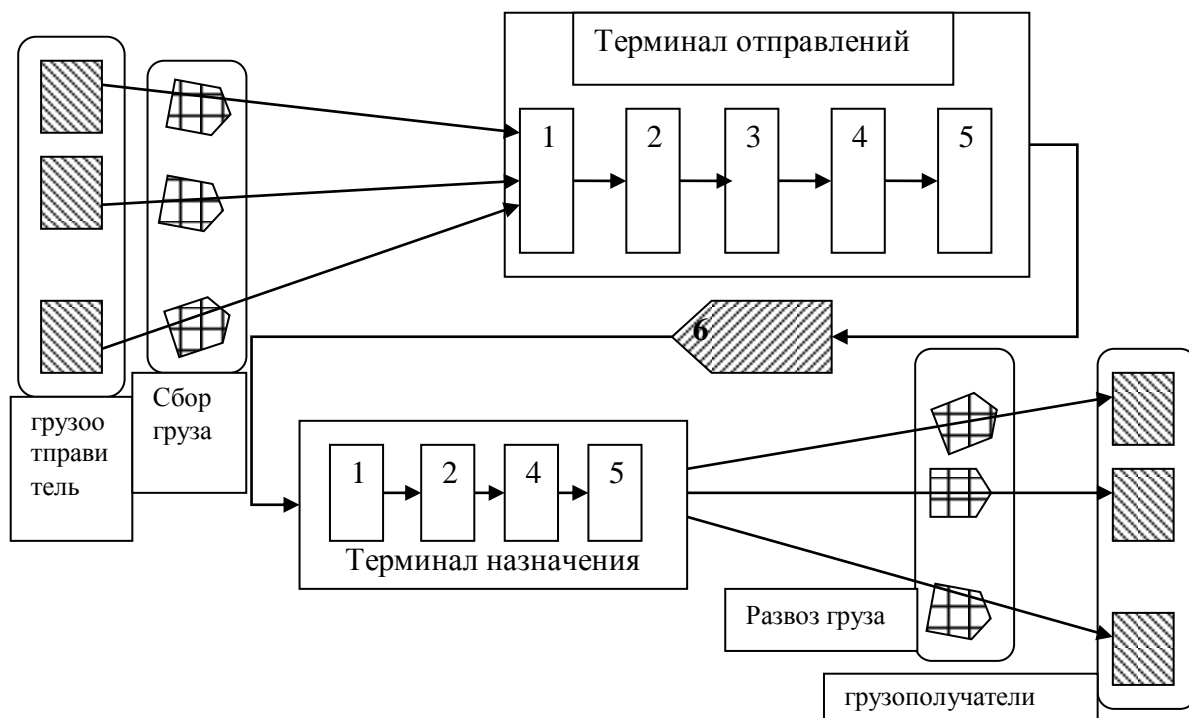 Терминал отправлений
1 2 3 4 5
6
Сбор
груза
грузоо
тправи
тель
1 2 4 5
Терминал назначения
Развоз груза
грузополучатели